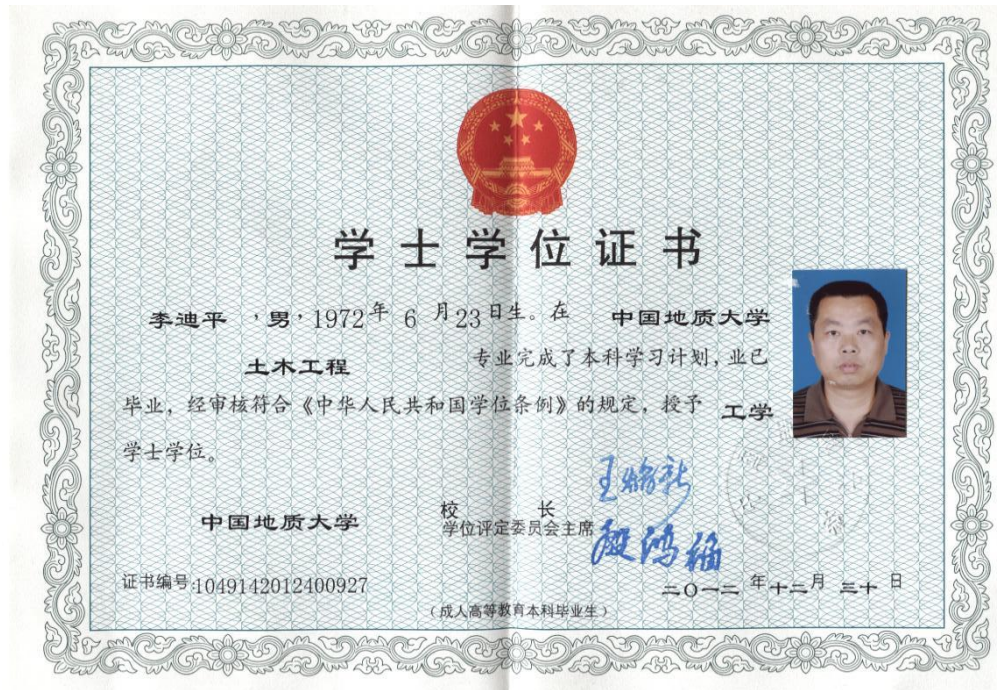 学士学位证书
李迪平，男，1972年 6 月23日生。在 中国地质大学
土木工程 专业完成了本科学习计划，业已
毕业，经审核符合《中华人民共和国学位条例》的规定，授予 工学
学士学位。
中国地质大学
校 长
学位评定委员会主席
殷鸿福
证书编号:1049142012400927
二〇一二 年十二月 三十 日
（成人高等教育本科毕业生）